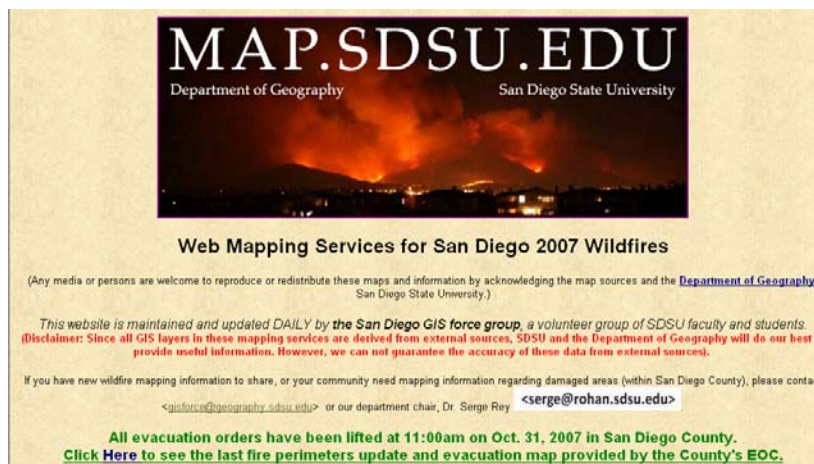 MAP.SDSU.EDU
Department of Geography San Diego State University
Web Mapping Services for San Diego 2007 Wildfires
(Any media or persons are welcome to reproduce or redistribute these maps and information by acknowledging the map sources and the Department of Geography
San Diego State University.)
This website is maintained and updated DAILY by the San Diego GIS force group, a volunteer group of SDSU faculty and students.
(Disclaimer: Since all GIS layers in these mapping services are derived from external sources, SDSU and the Department of Geography will do our best
provide useful information. However, we can not guarantee the accuracy of these data from external sources).
If you have new wildfire mapping information to share, or your community need mapping information regarding damaged areas (within San Diego County), please conta
<gisforce@geography.sdsu.edu> or our department chair, Dr. Serge Rey <serge@rohan.sdsu.edu>
All evacuation orders have been lifted at 11:00am on Oct. 31, 2007 in San Diego County.
Click Here to see the last fire perimeters update and evacuation map provided by the County's EOC.